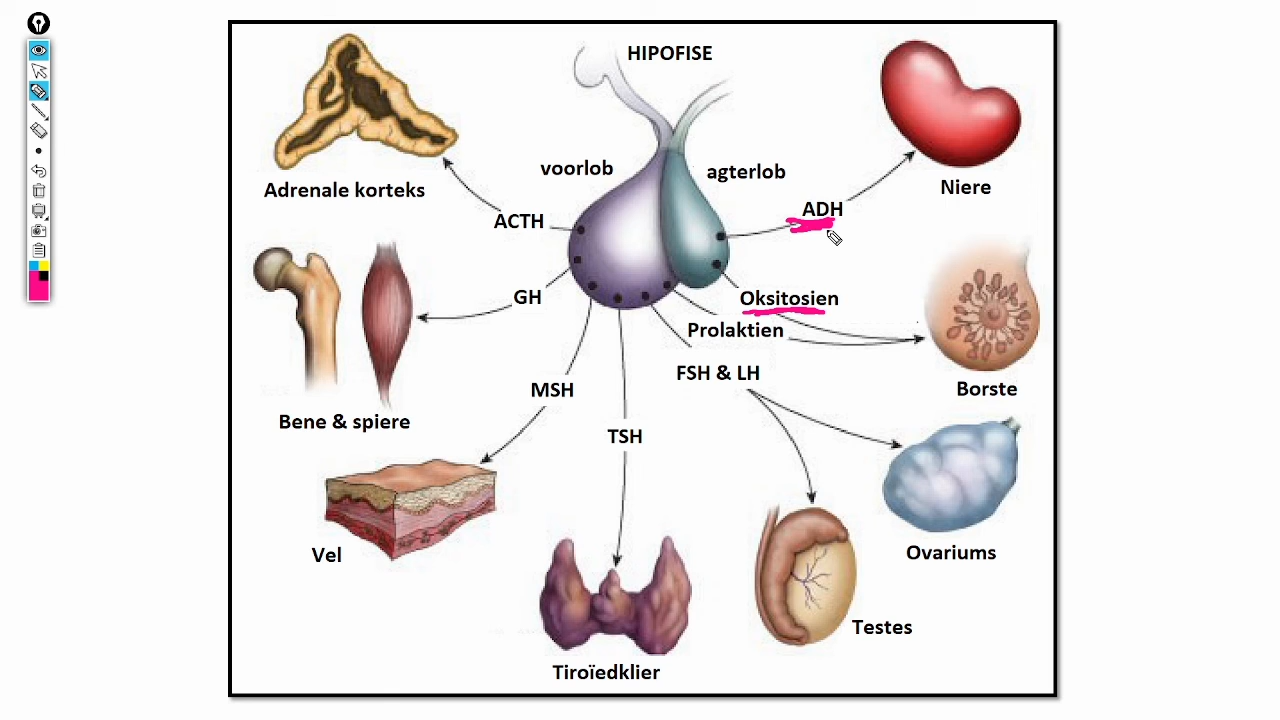 HIPOFISE
voorlob
agterlob
Adrenale korteks
Niere
ACTH
ADH
GH
Oksitosien
Prolaktien
FSH & LH
MSH
Borste
Bene & spiere
TSH
Vel
Ovariums
Testes
Tiroïedklier